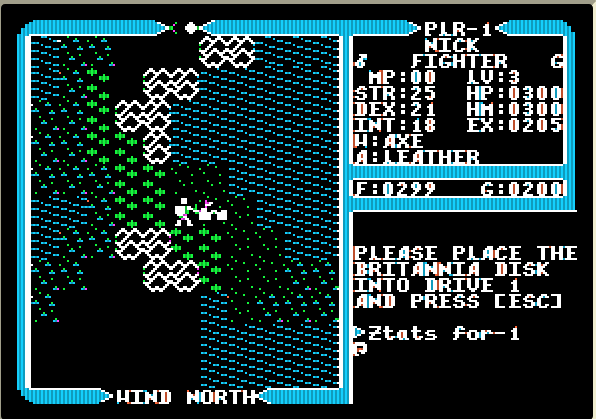 PLR-1
NICK
♂ FIGHTER G
MP:00 LV:3
STR:25 HP:0300
DEX:21 HM:0300
INT:18 EX:0205
W:AXE
A:LEATHER
F:0299 G:0200
PLEASE PLACE THE
BRITANNIA DISK
INTO DRIVE 1
AND PRESS [ESC]
Ztats for-1
WIND NORTH